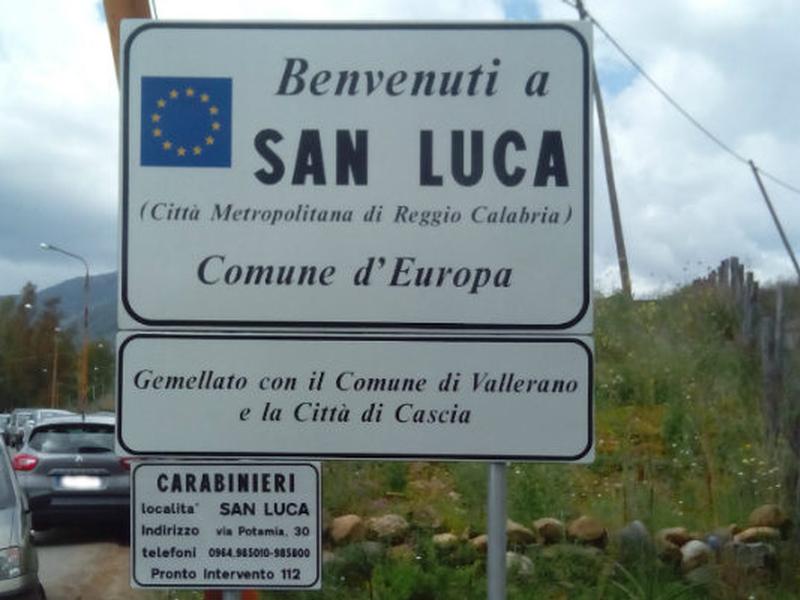 Benvenuti a
SAN LUCA
(Città Metropolitana di Reggio Calabria)
Comune d'Europa
Gemellato con il Comune di Vallerano
e la Città di Cascia
CARABINIERI
localita' SAN LUCA
Indirizzo via Potamia, 30
telefoni 0964.985010-985800
Pronto Intervento 112